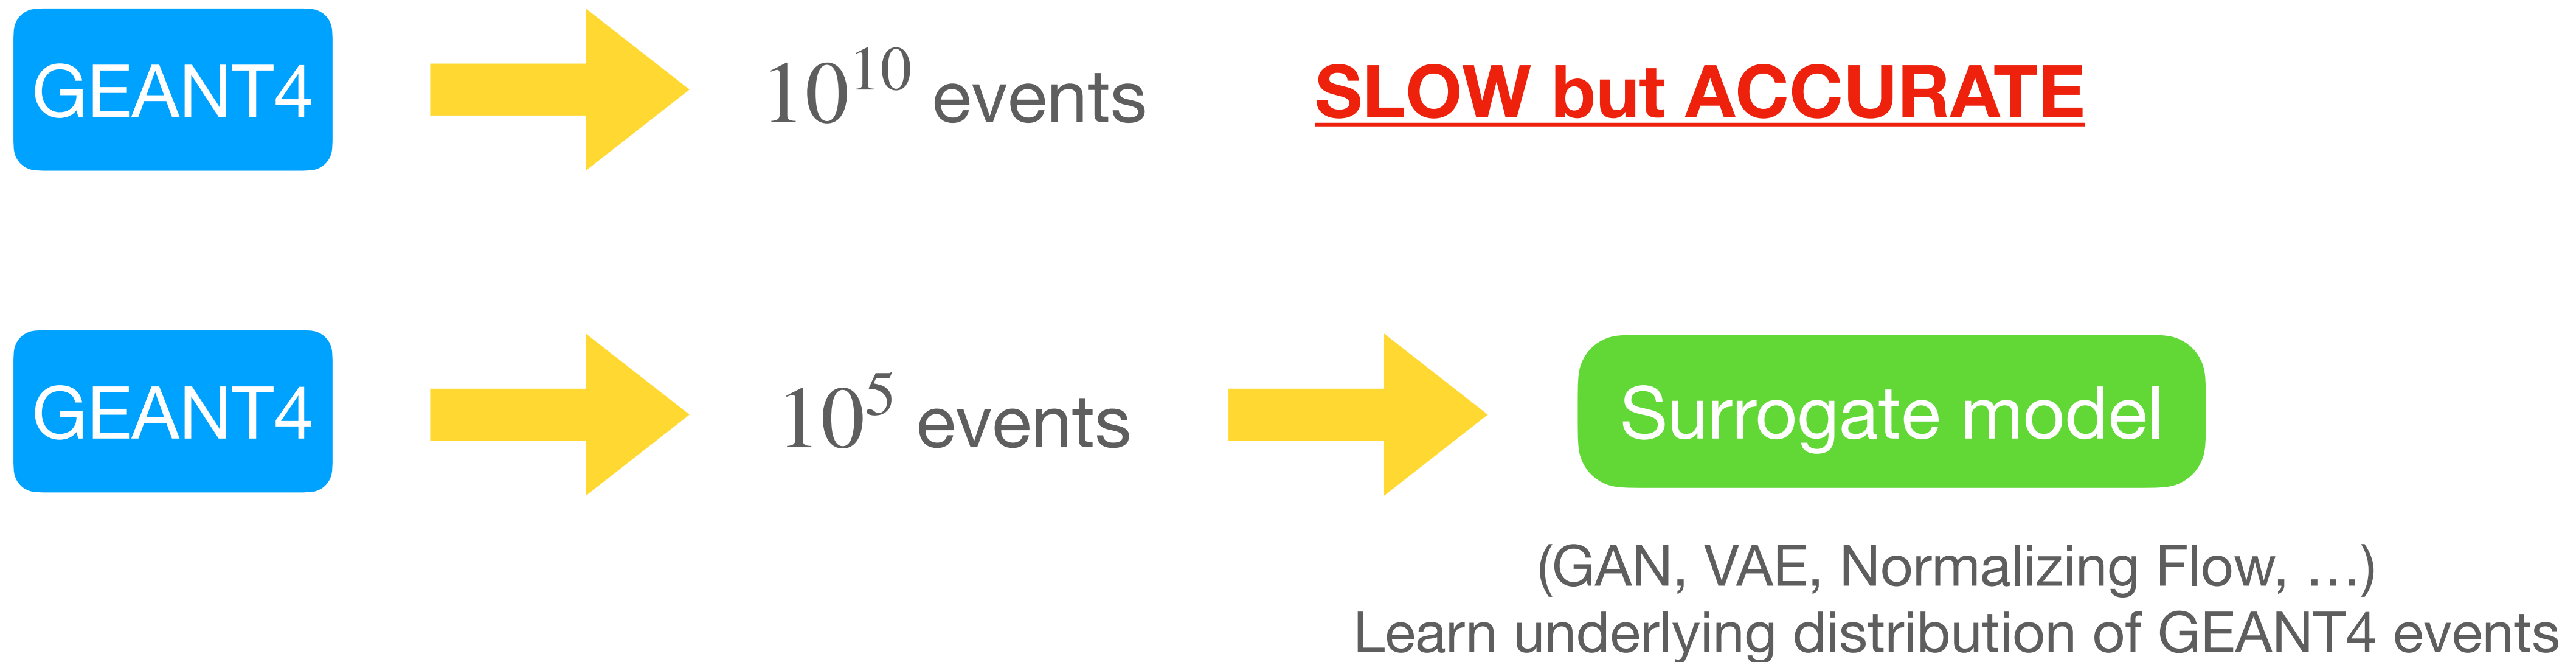 GEANT4
10^10 events
SLOW but ACCURATE
GEANT4
10^5 events
Surrogate model
(GAN, VAE, Normalizing Flow, …)
Learn underlying distribution of GEANT4 events